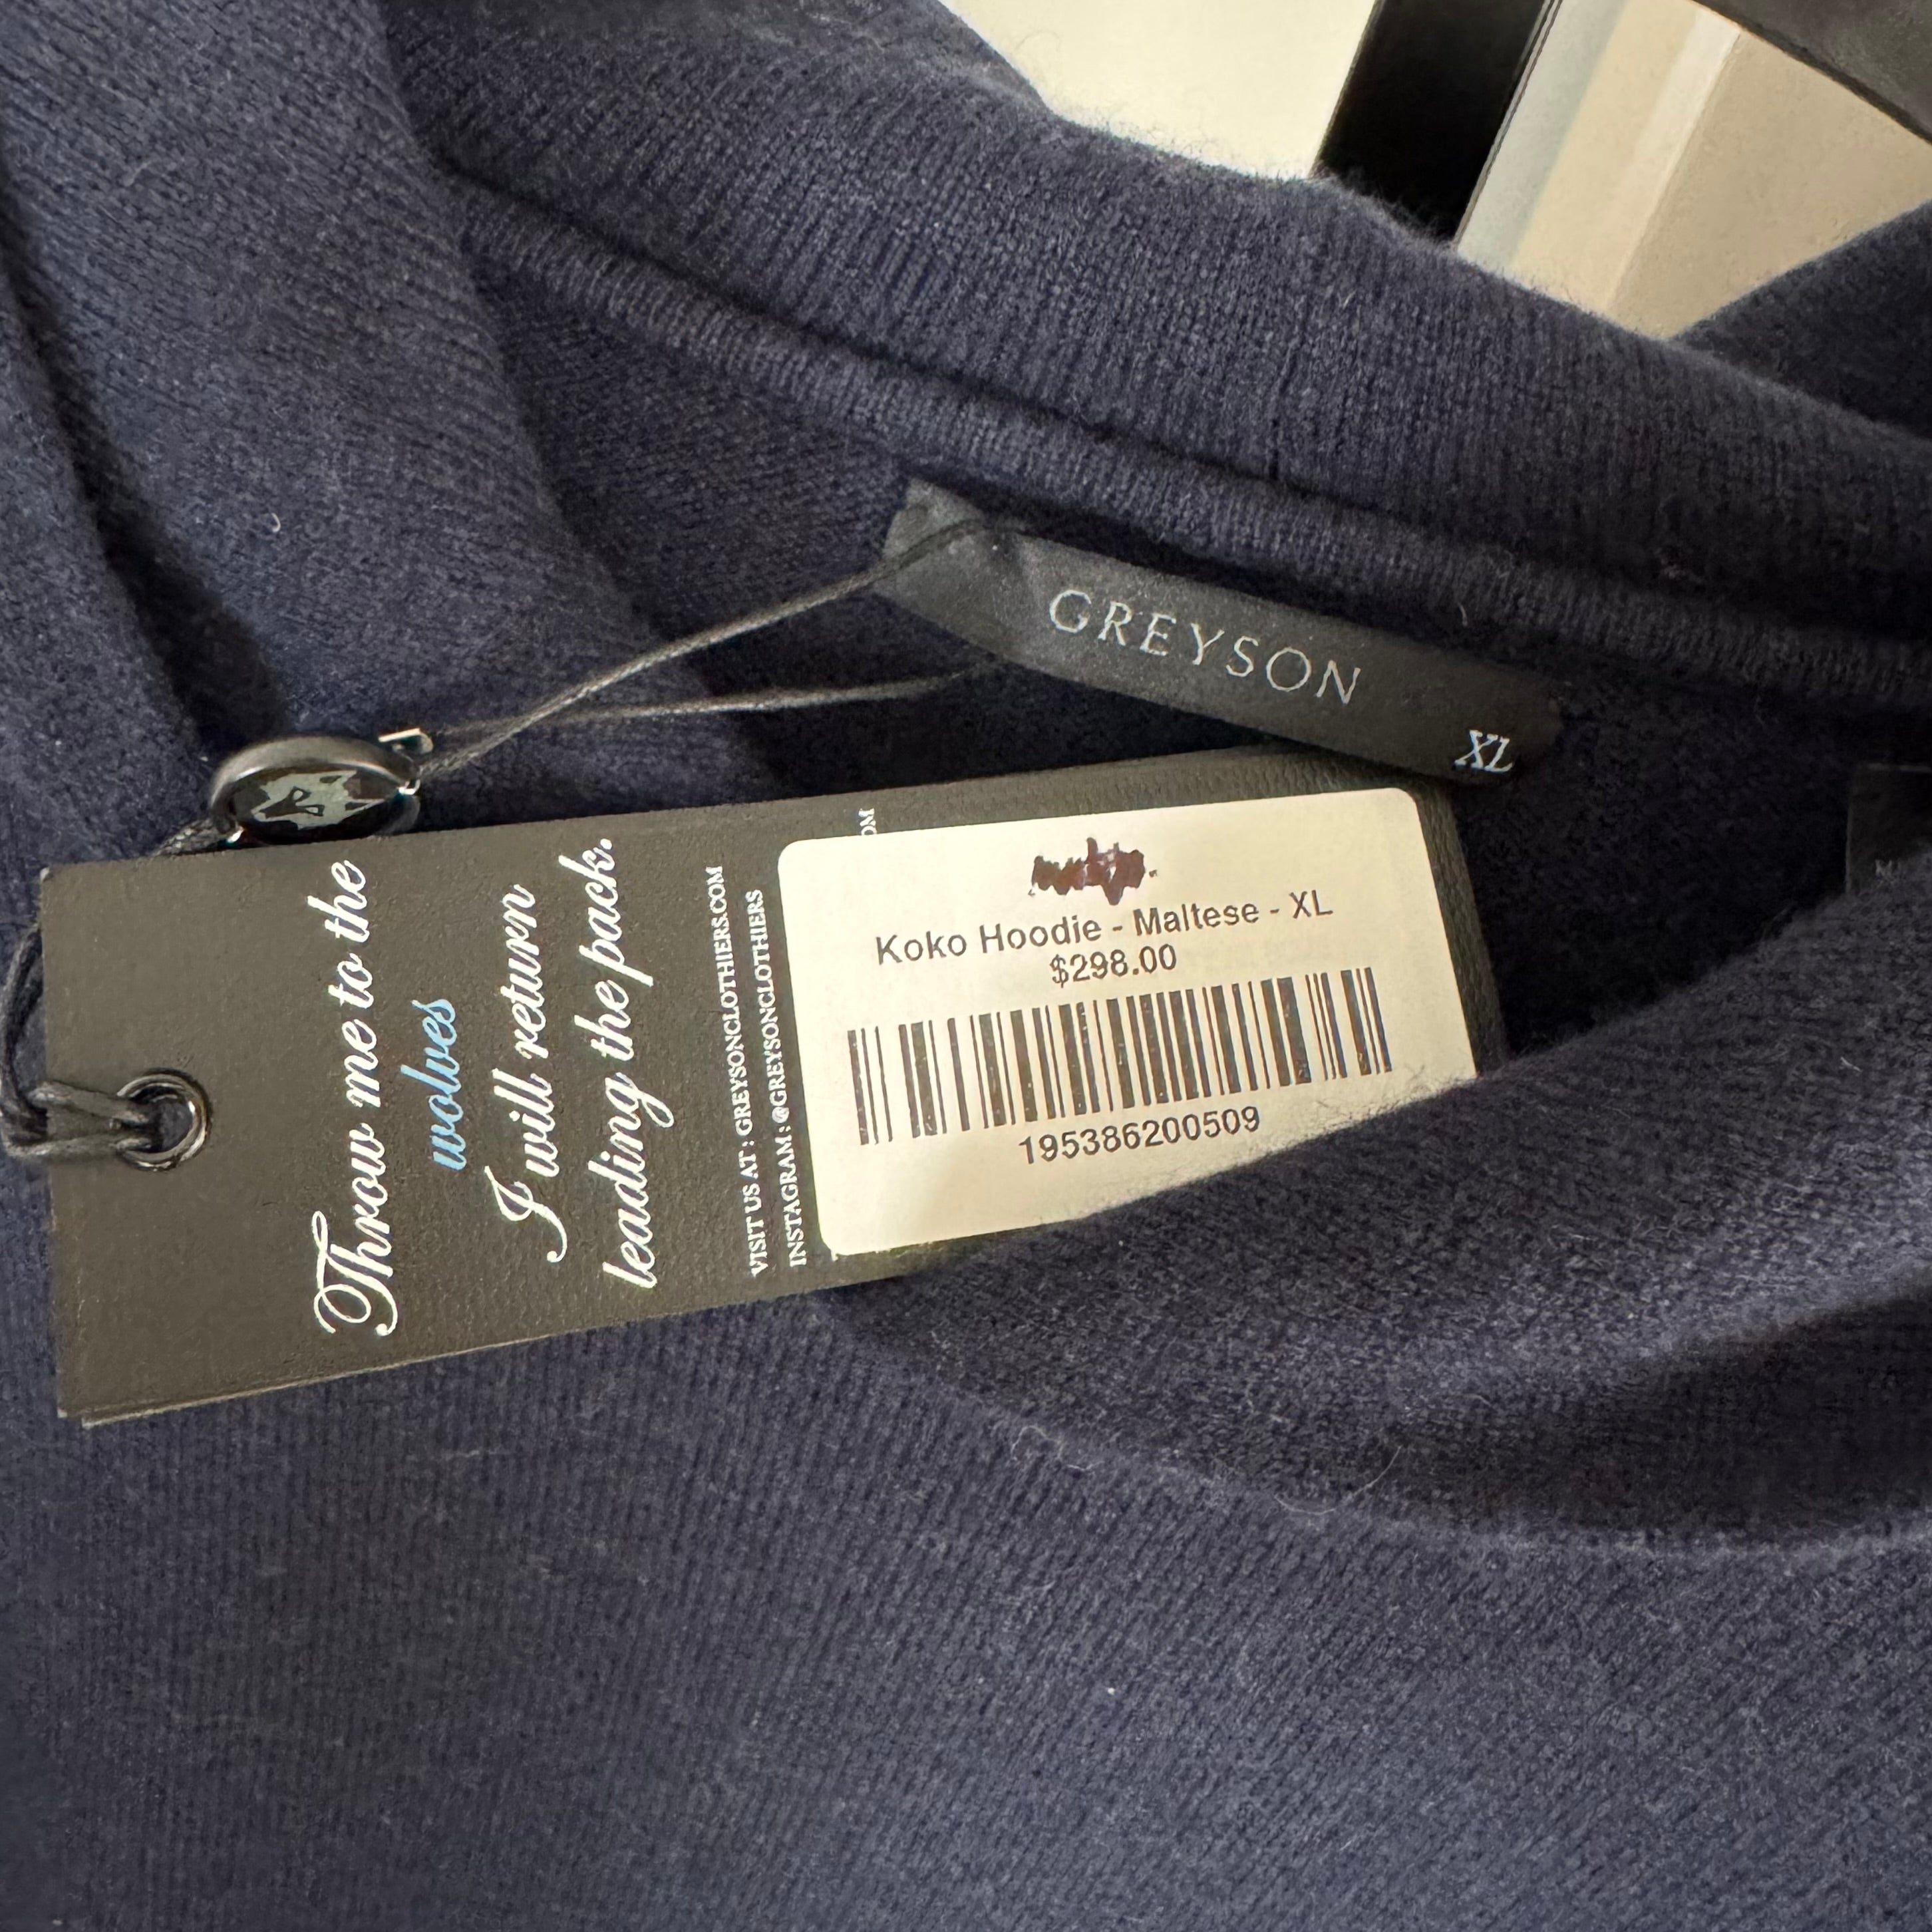 GREYSON
XL
Throw me to the
wolves
I will return
leading the pack.
VISIT US AT : GREYSONCLOTHIERS.COM
INSTAGRAM : @GREYSONCLOTHIERS
OM
Koko Hoodie - Maltese - XL
$298.00
195386200509